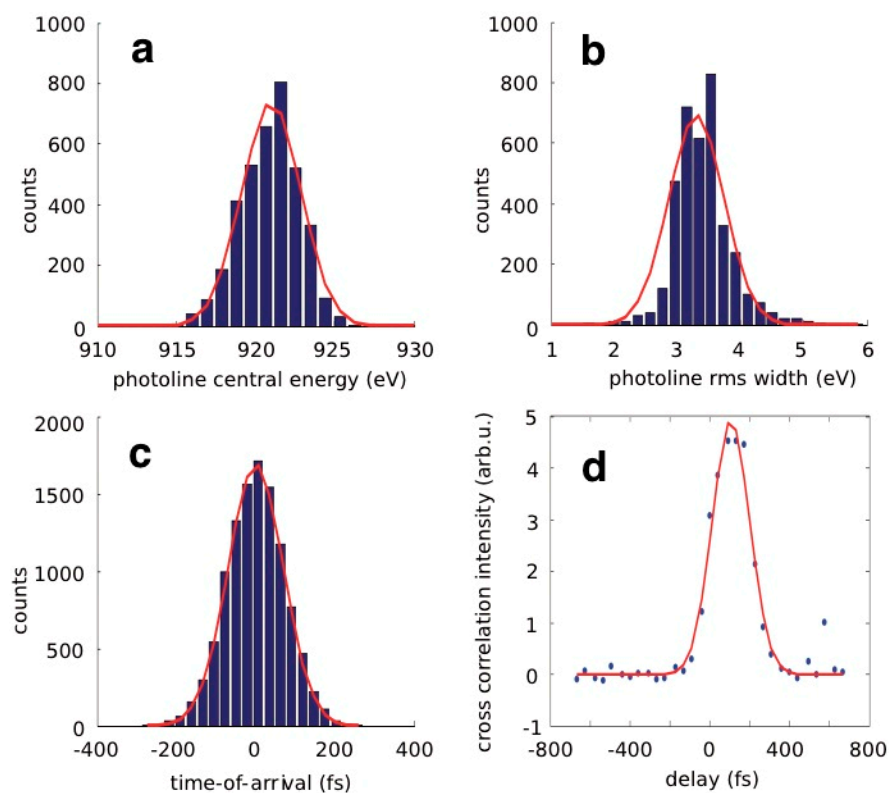 a
1000
800
600
400
200
0
counts
910 915 920 925 930
photoline central energy (eV)
b
1000
800
600
400
200
0
counts
1 2 3 4 5 6
photoline rms width (eV)
c
2000
1500
1000
500
0
counts
-400 -200 0 200 400
time-of-arrival (fs)
d
5
4
3
2
1
0
-1
cross correlation intensity (arb.u.)
-800 -400 0 400 800
delay (fs)